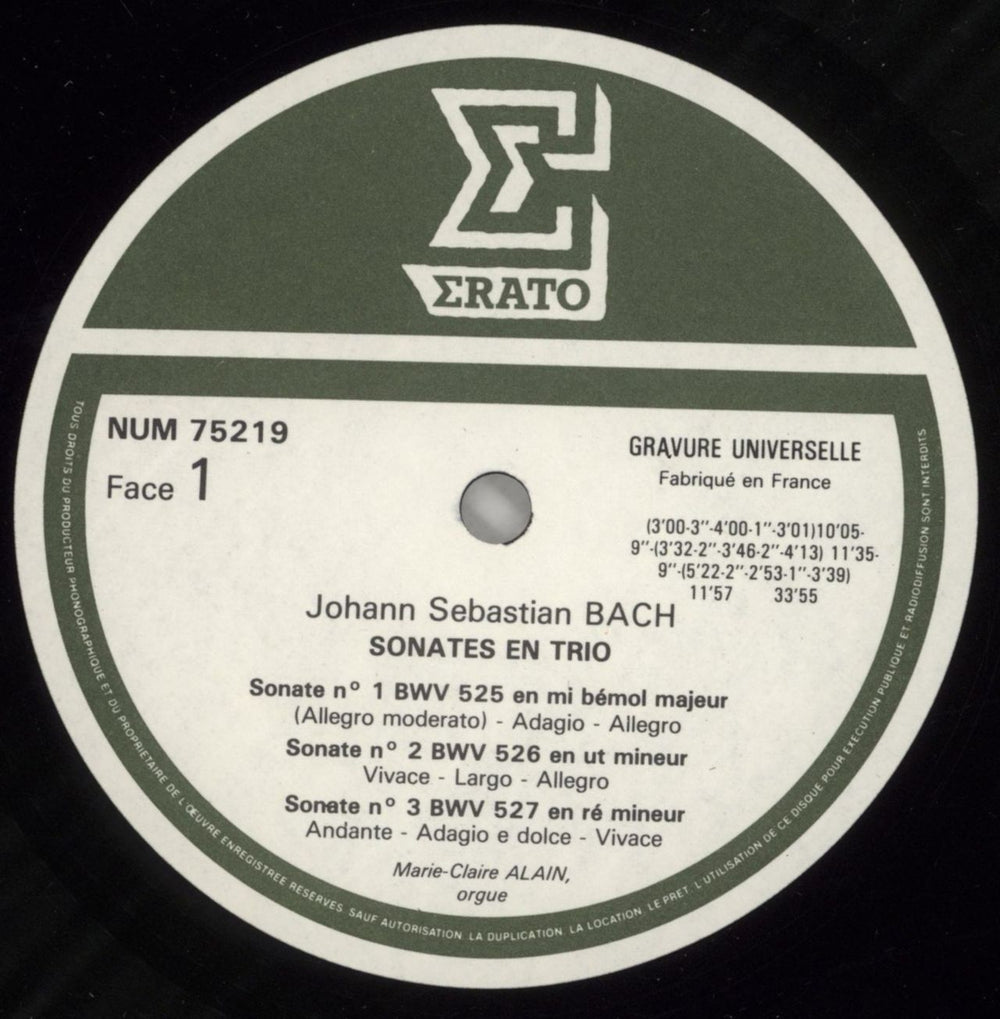 ΣRATO
NUM 75219
Face 1
GRAVURE UNIVERSELLE
Fabriqué en France
(3'00-3"-4'00-1"-3'01)10'05-
9"-(3'32-2"-3'46-2"-4'13) 11'35-
9"-(5'22-2"-2'53-1"-3'39)
11'57 33'55
Johann Sebastian BACH
SONATES EN TRIO
Sonate nº 1 BWV 525 en mi bémol majeur
(Allegro moderato) - Adagio - Allegro
Sonate nº 2 BWV 526 en ut mineur
Vivace - Largo - Allegro
Sonate nº 3 BWV 527 en ré mineur
Andante - Adagio e dolce - Vivace
Marie-Claire ALAIN,
orgue
TOUS DROITS DU PRODUCTEUR PHONOGRAPHIQUE ET DU PROPRIETAIRE DE L'ŒUVRE ENREGISTREE RESERVES. SAUF AUTORISATION. LA DUPLICATION. LA LOCATION. LE PRET. L'UTILISATION DE CE DISQUE POUR EXECUTION PUBLIQUE ET RADIODIFFUSION SONT INTERDITS